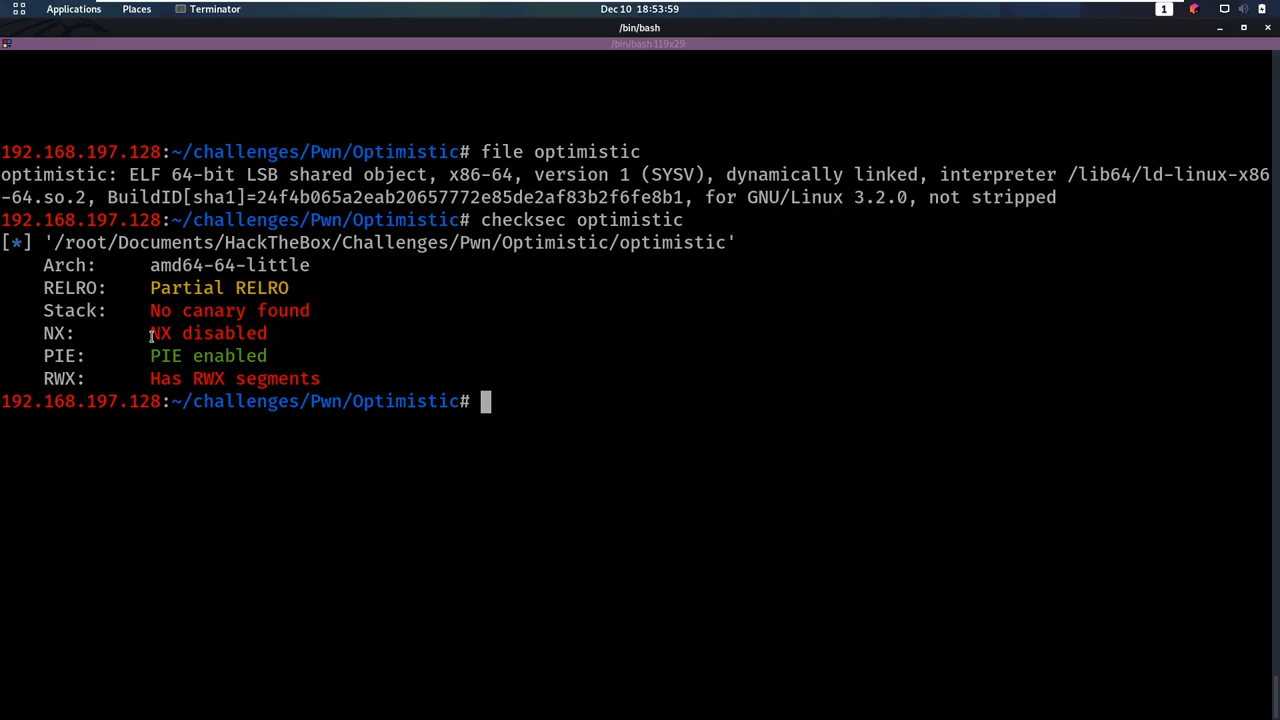 Applications Places Terminator Dec 10 18:53:59 1
/bin/bash
/bin/bash 119x29
192.168.197.128:~/challenges/Pwn/Optimistic# file optimistic
optimistic: ELF 64-bit LSB shared object, x86-64, version 1 (SYSV), dynamically linked, interpreter /lib64/ld-linux-x86
-64.so.2, BuildID[sha1]=24f4b065a2eab20657772e85de2af83b2f6fe8b1, for GNU/Linux 3.2.0, not stripped
192.168.197.128:~/challenges/Pwn/Optimistic# checksec optimistic
[*] '/root/Documents/HackTheBox/Challenges/Pwn/Optimistic/optimistic'
Arch: amd64-64-little
RELRO: Partial RELRO
Stack: No canary found
NX: NX disabled
PIE: PIE enabled
RWX: Has RWX segments
192.168.197.128:~/challenges/Pwn/Optimistic#